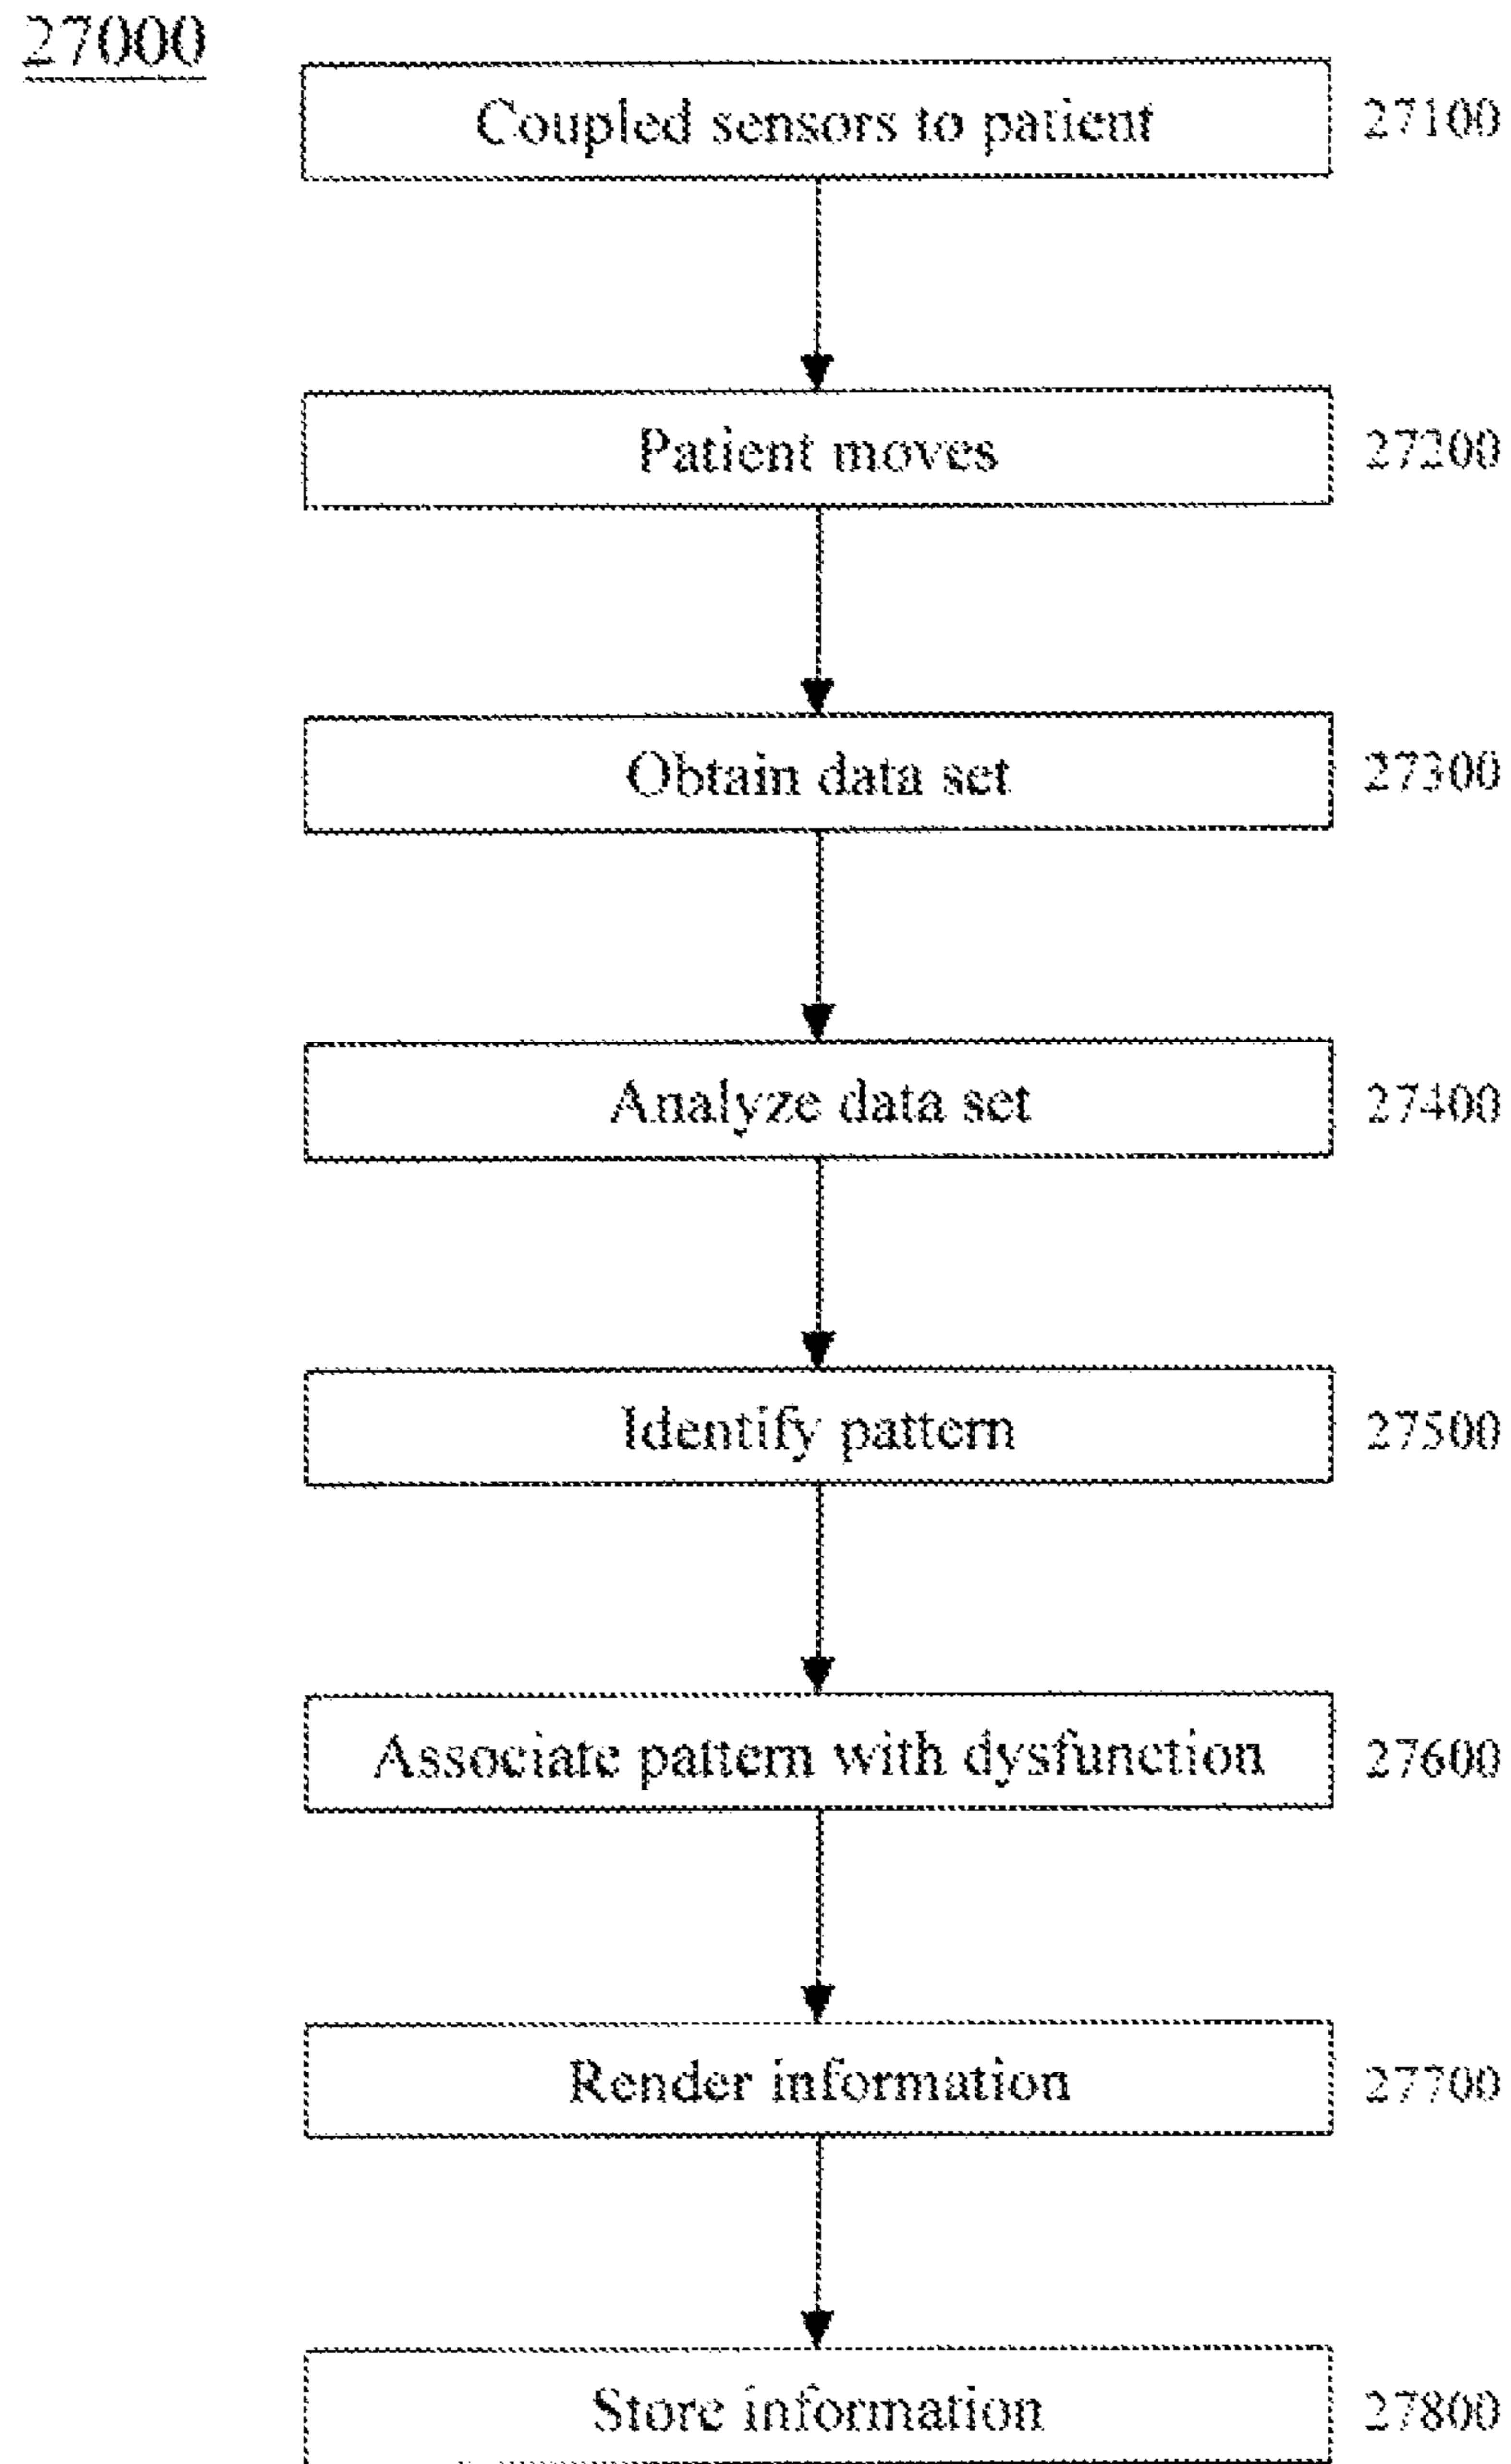 27000
Coupled sensors to patient 27100
Patient moves 27200
Obtain data set 27300
Analyze data set 27400
Identify pattern 27500
Associate pattern with dysfunction 27600
Render information 27700
Store information 27800